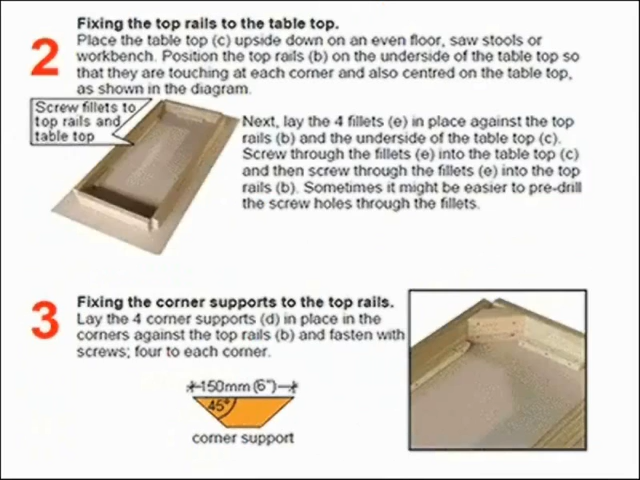 2
Fixing the top rails to the table top.
Place the table top (c) upside down on an even floor, saw stools or
workbench. Position the top rails (b) on the underside of the table top so
that they are touching at each corner and also centred on the table top,
as shown in the diagram.
Screw fillets to
top rails and
table top
Next, lay the 4 fillets (e) in place against the top
rails (b) and the underside of the table top (c).
Screw through the fillets (e) into the table top (c)
and then screw through the fillets (e) into the top
rails (b). Sometimes it might be easier to pre-drill
the screw holes through the fillets.
3
Fixing the corner supports to the top rails.
Lay the 4 corner supports (d) in place in the
corners against the top rails (b) and fasten with
screws; four to each corner.
150mm (6")
45°
corner support